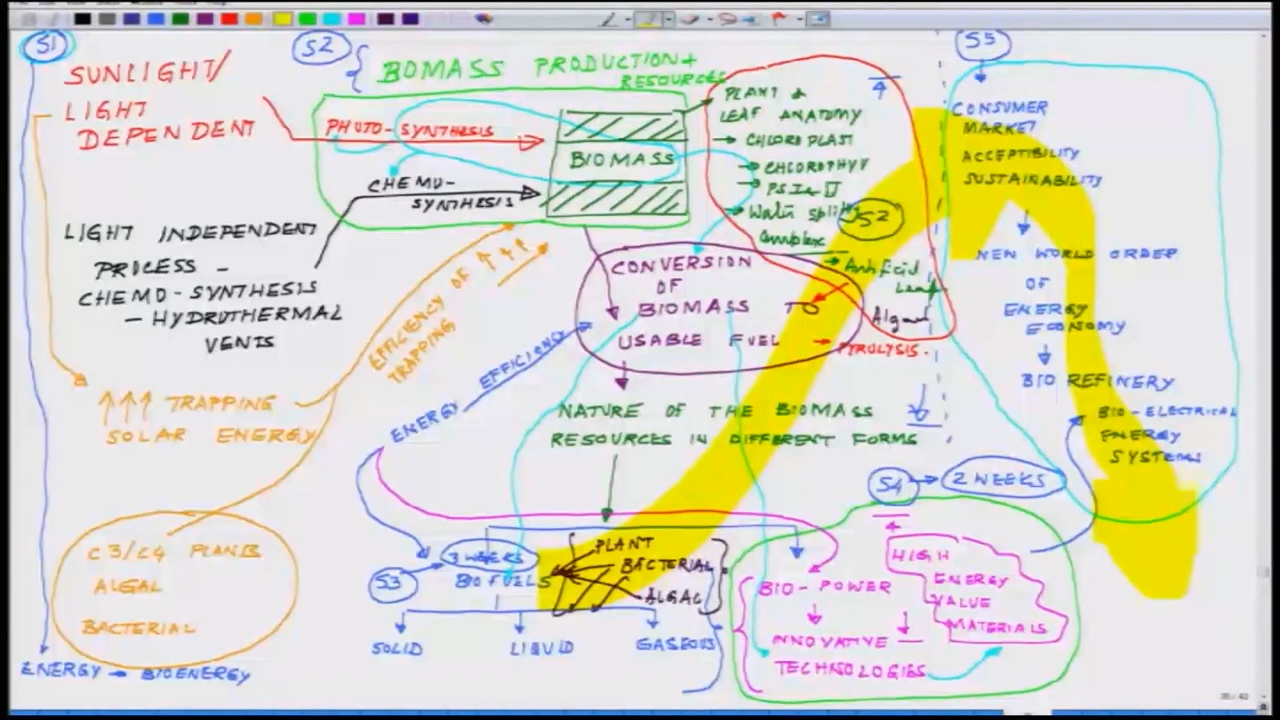 S1
SUNLIGHT/
LIGHT
DEPENDENT
LIGHT INDEPENDENT
PROCESS -
CHEMO-SYNTHESIS
- HYDROTHERMAL
VENTS
↑↑↑ TRAPPING
SOLAR ENERGY
C3/C4 PLANTS
ALGAL
BACTERIAL
ENERGY → BIOENERGY
S2
BIOMASS PRODUCTION +
RESOURCES
PHOTO-SYNTHESIS
CHEMO-
SYNTHESIS
BIOMASS
EFFICIENCY OF ↑↑↑
TRAPPING
PLANT &
LEAF ANATOMY
→ CHLOROPLAST
→ CHLOROPHYY
→ PS I & II
→ Water splitting
Complex
→ Artificial
Leaf
Algae
S2
CONVERSION
OF
BIOMASS TO
USABLE FUEL
→ PYROLYSIS.
ENERGY EFFICIENCY
NATURE OF THE BIOMASS
RESOURCES IN DIFFERENT FORMS
S3
3 WEEKS
BIO FUELS
PLANT
BACTERIAL
ALGAL
SOLID LIQUID GASEOUS
S4 → 2 WEEKS
BIO-POWER
INNOVATIVE
TECHNOLOGIES
HIGH
ENERGY
VALUE
MATERIALS
S5
CONSUMER
MARKET
ACCEPTIBILITY
SUSTAINABILITY
NEW WORLD ORDER
OF
ENERGY
ECONOMY
BIO REFINERY
BIO-ELECTRICAL
ENERGY
SYSTEMS